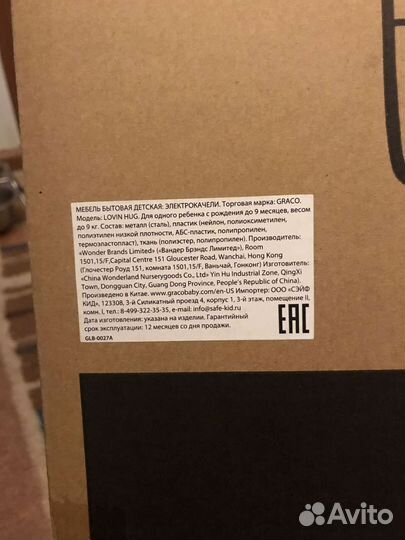 МЕБЕЛЬ БЫТОВАЯ ДЕТСКАЯ: ЭЛЕКТРОКАЧЕЛИ. Торговая марка: GRACO.
Модель: LOVIN HUG. Для одного ребенка с рождения до 9 месяцев, весом
до 9 кг. Состав: металл (сталь), пластик (нейлон, полиоксиметилен,
полиэтилен низкой плотности, АБС-пластик, полипропилен,
термоэластопласт), ткань (полиэстер, полипропилен). Производитель:
«Wonder Brands Limited» («Вандер Брэндс Лимитед»), Room
1501,15/F,Capital Centre 151 Gloucester Road, Wanchai, Hong Kong
(Глочестер Роуд 151, комната 1501,15/F, Ваньчай, Гонконг) Изготовитель:
«China Wonderland Nurserygoods Co., Ltd» Yin Hu Industrial Zone, QingXi
Town, Dongguan City, Guang Dong Province, People's Republic of China).
Произведено в Китае. www.gracobaby.com/en-US Импортер: ООО «СЭЙФ
КИД», 123308, 3-й Силикатный проезд 4, корпус 1, 3-й этаж, помещение II,
ком. I, тел.: 8-499-322-35-35, e-mail: info@safe-kid.ru
Дата изготовления: указана на изделии. Гарантийный
срок эксплуатации: 12 месяцев со дня продажи.
GLB-0027A
EAC
Avito